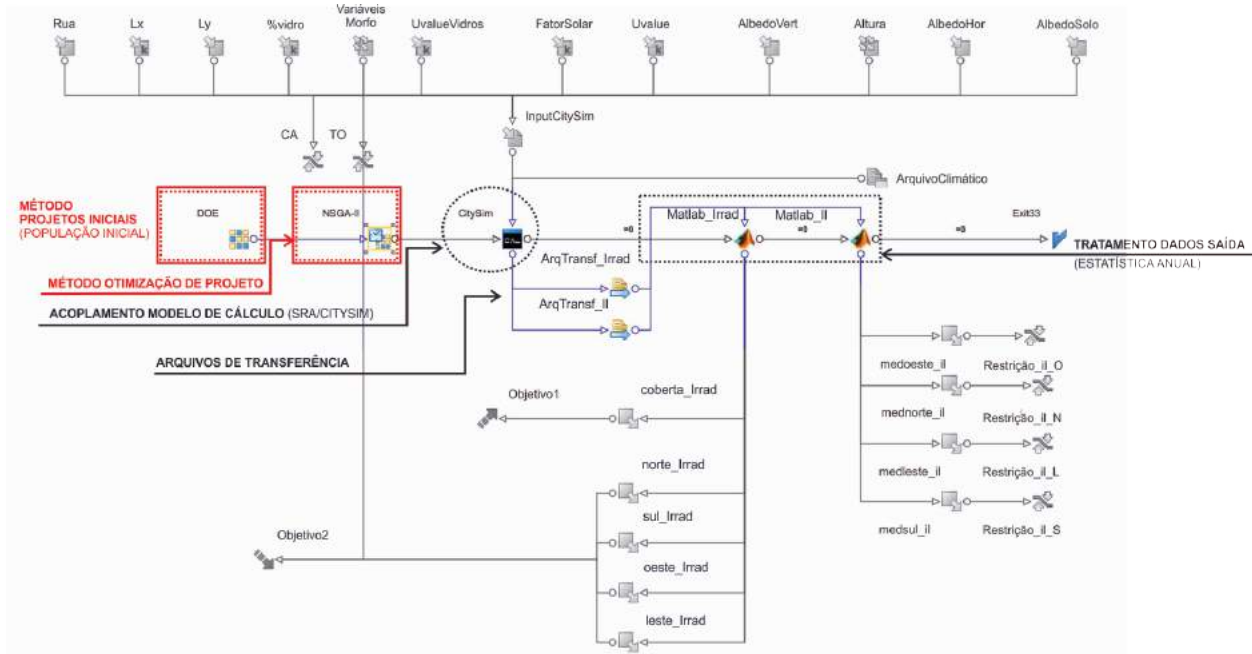 Rua
Lx
Ly
%vidro
Variáveis
Morfo
UvalueVidros
FatorSolar
Uvalue
AlbedoVert
Altura
AlbedoHor
AlbedoSolo
InputCitySim
CA
TO
ArquivoClimático
MÉTODO
PROJETOS INICIAIS
(POPULAÇÃO INICIAL)
DOE
NSGA-II
CitySim
Matlab_Irrad
Matlab_Il
Exit33
TRATAMENTO DADOS SAÍDA
(ESTATÍSTICA ANUAL)
MÉTODO OTIMIZAÇÃO DE PROJETO
ArqTransf_Irrad
ArqTransf_Il
ACOPLAMENTO MODELO DE CÁLCULO (SRA/CITYSIM)
ARQUIVOS DE TRANSFERÊNCIA
medoeste_il
Restrição_il_O
Objetivo1
coberta_Irrad
mednorte_il
Restrição_il_N
norte_Irrad
medleste_il
Restrição_il_L
sul_Irrad
medsul_il
Restrição_il_S
Objetivo2
oeste_Irrad
leste_Irrad